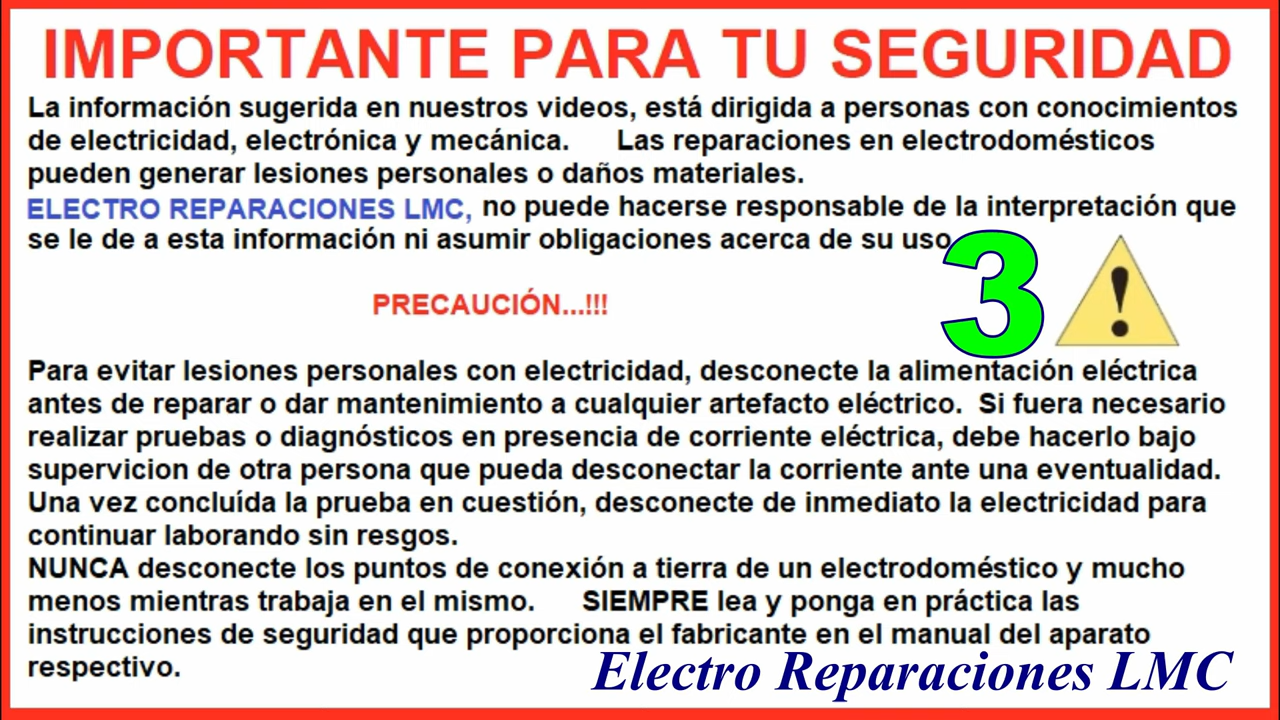 IMPORTANTE PARA TU SEGURIDAD
La información sugerida en nuestros videos, está dirigida a personas con conocimientos
de electricidad, electrónica y mecánica. Las reparaciones en electrodomésticos
pueden generar lesiones personales o daños materiales.
ELECTRO REPARACIONES LMC, no puede hacerse responsable de la interpretación que
se le de a esta información ni asumir obligaciones acerca de su uso
3
!
PRECAUCIÓN...!!!
Para evitar lesiones personales con electricidad, desconecte la alimentación eléctrica
antes de reparar o dar mantenimiento a cualquier artefacto eléctrico. Si fuera necesario
realizar pruebas o diagnósticos en presencia de corriente eléctrica, debe hacerlo bajo
supervicion de otra persona que pueda desconectar la corriente ante una eventualidad.
Una vez concluída la prueba en cuestión, desconecte de inmediato la electricidad para
continuar laborando sin resgos.
NUNCA desconecte los puntos de conexión a tierra de un electrodoméstico y mucho
menos mientras trabaja en el mismo. SIEMPRE lea y ponga en práctica las
instrucciones de seguridad que proporciona el fabricante en el manual del aparato
respectivo.
Electro Reparaciones LMC